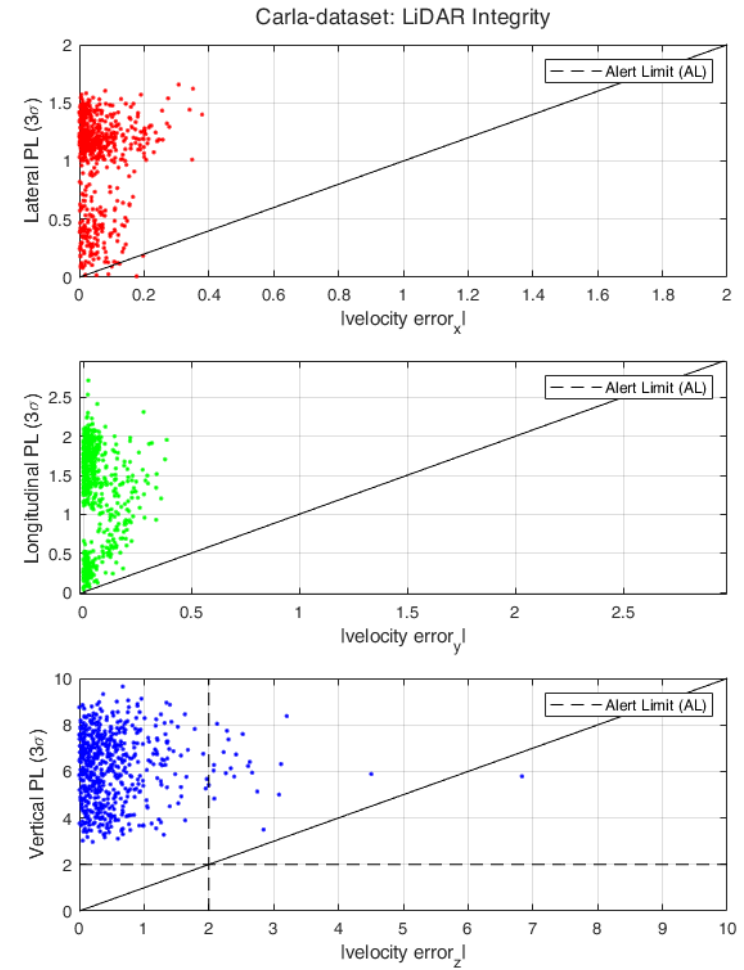 Carla-dataset: LiDAR Integrity
Lateral PL (3σ)
2
1.5
1
0.5
0
Alert Limit (AL)
0 0.2 0.4 0.6 0.8 1 1.2 1.4 1.6 1.8 2
|velocity error_x|
Longitudinal PL (3σ)
2.5
2
1.5
1
0.5
0
Alert Limit (AL)
0 0.5 1 1.5 2 2.5
|velocity error_y|
Vertical PL (3σ)
10
8
6
4
2
0
Alert Limit (AL)
0 1 2 3 4 5 6 7 8 9 10
|velocity error_z|